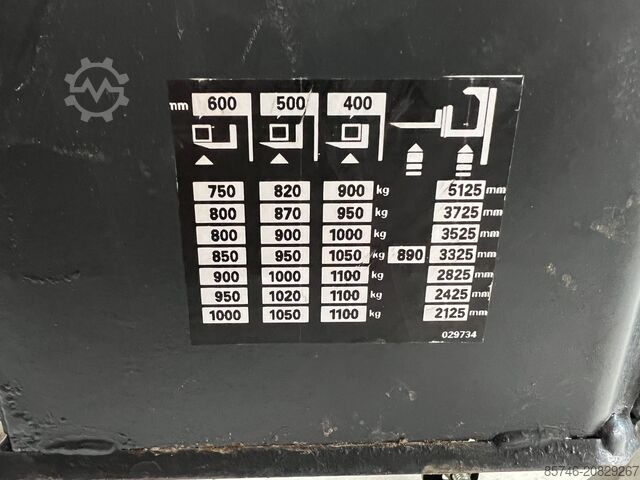 mm 600 500 400
750 820 900 kg 5125 mm
800 870 950 kg 3725 mm
800 900 1000 kg 3525 mm
850 950 1050 kg 890 3325 mm
900 1000 1100 kg 2825 mm
950 1020 1100 kg 2425 mm
1000 1050 1100 kg 2125 mm
029734
85746-20829267